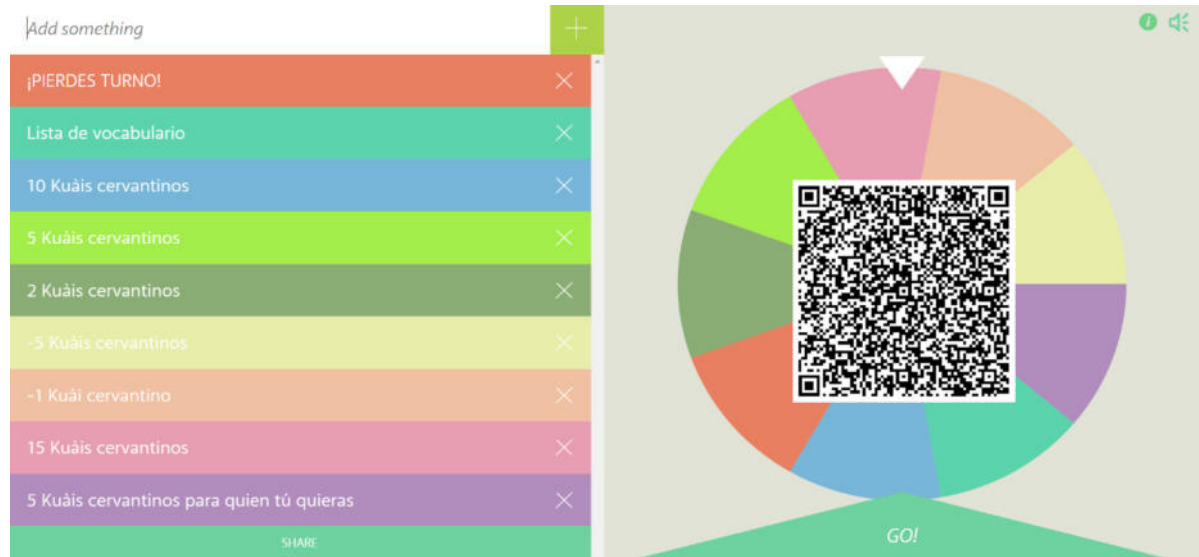 Add something
¡PIERDES TURNO!
Lista de vocabulario
10 Kuàis cervantinos
5 Kuàis cervantinos
2 Kuàis cervantinos
-5 Kuàis cervantinos
-1 Kuài cervantino
15 Kuàis cervantinos
5 Kuàis cervantinos para quien tú quieras
SHARE
GO!